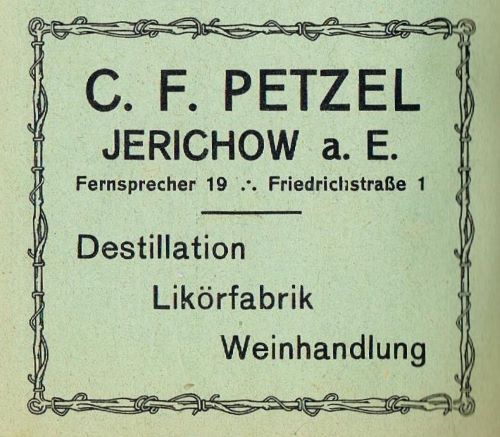 C. F. PETZEL
JERICHOW a. E.
Fernsprecher 19 ∴ Friedrichstraße 1
Destillation
Likörfabrik
Weinhandlung